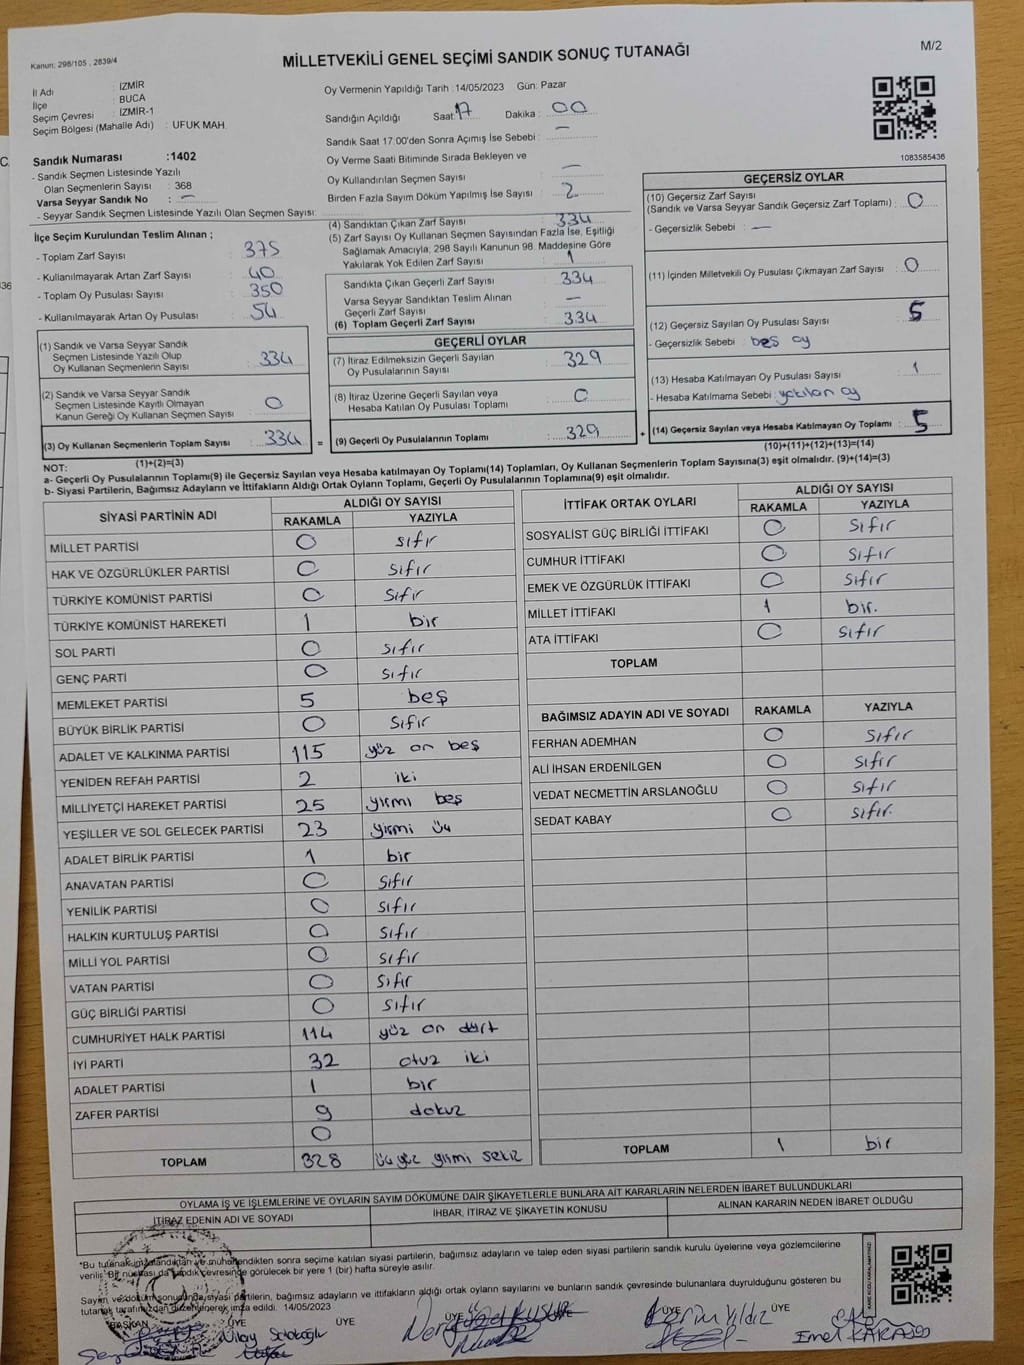 Kanun: 298/105 , 2839/4
MİLLETVEKİLİ GENEL SEÇİMİ SANDIK SONUÇ TUTANAĞI
M/2
İl Adı : İZMİR
İlçe : BUCA
Seçim Çevresi : İZMİR-1
Seçim Bölgesi (Mahalle Adı) : UFUK MAH.
Sandık Numarası :1402
- Sandık Seçmen Listesinde Yazılı
Olan Seçmenlerin Sayısı : 368
Varsa Seyyar Sandık No : –
- Seyyar Sandık Seçmen Listesinde Yazılı Olan Seçmen Sayısı:
Oy Vermenin Yapıldığı Tarih :14/05/2023 Gün: Pazar
Sandığın Açıldığı Saat: 17 Dakika : 00
Sandık Saat 17:00'den Sonra Açımış İse Sebebi : –
Oy Verme Saati Bitiminde Sırada Bekleyen ve
Oy Kullandırılan Seçmen Sayısı : –
Birden Fazla Sayım Döküm Yapılmış İse Sayısı : 2
1083585436
İlçe Seçim Kurulundan Teslim Alınan ;
- Toplam Zarf Sayısı : 375
- Kullanılmayarak Artan Zarf Sayısı : 40
- Toplam Oy Pusulası Sayısı : 350
- Kullanılmayarak Artan Oy Pusulası : 54
(4) Sandıktan Çıkan Zarf Sayısı : 334
(5) Zarf Sayısı Oy Kullanan Seçmen Sayısından Fazla İse, Eşitliği
Sağlamak Amacıyla, 298 Sayılı Kanunun 98. Maddesine Göre
Yakılarak Yok Edilen Zarf Sayısı : 1
Sandıkta Çıkan Geçerli Zarf Sayısı : 334
Varsa Seyyar Sandıktan Teslim Alınan
Geçerli Zarf Sayısı : –
(6) Toplam Geçerli Zarf Sayısı : 334
GEÇERSİZ OYLAR
(10) Geçersiz Zarf Sayısı
(Sandık ve Varsa Seyyar Sandık Geçersiz Zarf Toplamı) : 0
- Geçersizlik Sebebi : –
(11) İçinden Milletvekili Oy Pusulası Çıkmayan Zarf Sayısı : 0
(12) Geçersiz Sayılan Oy Pusulası Sayısı : 5
- Geçersizlik Sebebi : beş oy
(13) Hesaba Katılmayan Oy Pusulası Sayısı : 1
- Hesaba Katılmama Sebebi : yakılan oy
(14) Geçersiz Sayılan veya Hesaba Katılmayan Oy Toplamı : 5
(10)+(11)+(12)+(13)=(14)
(1) Sandık ve Varsa Seyyar Sandık
Seçmen Listesinde Yazılı Olup
Oy Kullanan Seçmenlerin Sayısı : 334
(2) Sandık ve Varsa Seyyar Sandık
Seçmen Listesinde Kayıtlı Olmayan
Kanun Gereği Oy Kullanan Seçmen Sayısı : 0
(3) Oy Kullanan Seçmenlerin Toplam Sayısı : 334 =
(1)+(2)=(3)
GEÇERLİ OYLAR
(7) İtiraz Edilmeksizin Geçerli Sayılan
Oy Pusulalarının Sayısı : 329
(8) İtiraz Üzerine Geçerli Sayılan veya
Hesaba Katılan Oy Pusulası Toplamı : 0
(9) Geçerli Oy Pusulalarının Toplamı : 329 +
NOT:
a- Geçerli Oy Pusulalarının Toplamı(9) ile Geçersiz Sayılan veya Hesaba katılmayan Oy Toplamı(14) Toplamları, Oy Kullanan Seçmenlerin Toplam Sayısına(3) eşit olmalıdır. (9)+(14)=(3)
b- Siyasi Partilerin, Bağımsız Adayların ve İttifakların Aldığı Ortak Oyların Toplamı, Geçerli Oy Pusulalarının Toplamına(9) eşit olmalıdır.
SİYASİ PARTİNİN ADI ALDIĞI OY SAYISI
RAKAMLA YAZIYLA
MİLLET PARTİSİ 0 sıfır
HAK VE ÖZGÜRLÜKLER PARTİSİ 0 sıfır
TÜRKİYE KOMÜNİST PARTİSİ 0 sıfır
TÜRKİYE KOMÜNİST HAREKETİ 1 bir
SOL PARTİ 0 sıfır
GENÇ PARTİ 0 sıfır
MEMLEKET PARTİSİ 5 beş
BÜYÜK BİRLİK PARTİSİ 0 sıfır
ADALET VE KALKINMA PARTİSİ 115 yüz on beş
YENİDEN REFAH PARTİSİ 2 iki
MİLLİYETÇİ HAREKET PARTİSİ 25 yirmi beş
YEŞİLLER VE SOL GELECEK PARTİSİ 23 yirmi üç
ADALET BİRLİK PARTİSİ 1 bir
ANAVATAN PARTİSİ 0 sıfır
YENİLİK PARTİSİ 0 sıfır
HALKIN KURTULUŞ PARTİSİ 0 sıfır
MİLLİ YOL PARTİSİ 0 sıfır
VATAN PARTİSİ 0 sıfır
GÜÇ BİRLİĞİ PARTİSİ 0 sıfır
CUMHURİYET HALK PARTİSİ 114 yüz on dört
İYİ PARTİ 32 otuz iki
ADALET PARTİSİ 1 bir
ZAFER PARTİSİ 9 dokuz
0
TOPLAM 328 üç yüz yirmi sekiz
İTTİFAK ORTAK OYLARI ALDIĞI OY SAYISI
RAKAMLA YAZIYLA
SOSYALİST GÜÇ BİRLİĞİ İTTİFAKI 0 sıfır
CUMHUR İTTİFAKI 0 sıfır
EMEK VE ÖZGÜRLÜK İTTİFAKI 0 sıfır
MİLLET İTTİFAKI 1 bir.
ATA İTTİFAKI 0 sıfır
TOPLAM
BAĞIMSIZ ADAYIN ADI VE SOYADI RAKAMLA YAZIYLA
FERHAN ADEMHAN 0 sıfır
ALİ İHSAN ERDENİLGEN 0 sıfır
VEDAT NECMETTİN ARSLANOĞLU 0 sıfır
SEDAT KABAY 0 sıfır.
TOPLAM 1 bir
OYLAMA İŞ VE İŞLEMLERİNE VE OYLARIN SAYIM DÖKÜMÜNE DAİR ŞİKAYETLERLE BUNLARA AİT KARARLARIN NELERDEN İBARET BULUNDUKLARI
İTİRAZ EDENİN ADI VE SOYADI İHBAR, İTİRAZ VE ŞİKAYETİN KONUSU ALINAN KARARIN NEDEN İBARET OLDUĞU
*Bu tutanak imzalandıktan ve mühürlendikten sonra seçime katılan siyasi partilerin, bağımsız adayların ve talep eden siyasi partilerin sandık kurulu üyelerine veya gözlemcilerine
verilir. Bir nüshası da sandık çevresinde görülecek bir yere 1 (bir) hafta süreyle asılır.
Sayım ve döküm sonunda siyasi partilerin, bağımsız adayların ve ittifakların aldığı ortak oyların sayılarını ve bunların sandık çevresinde bulunanlara duyrulduğunu gösteren bu
tutanak tarafımızdan düzenlenerek imza edildi. 14/05/2023
BAŞKAN ÜYE ÜYE ÜYE ÜYE ÜYE
Kerim Yıldız
Emel